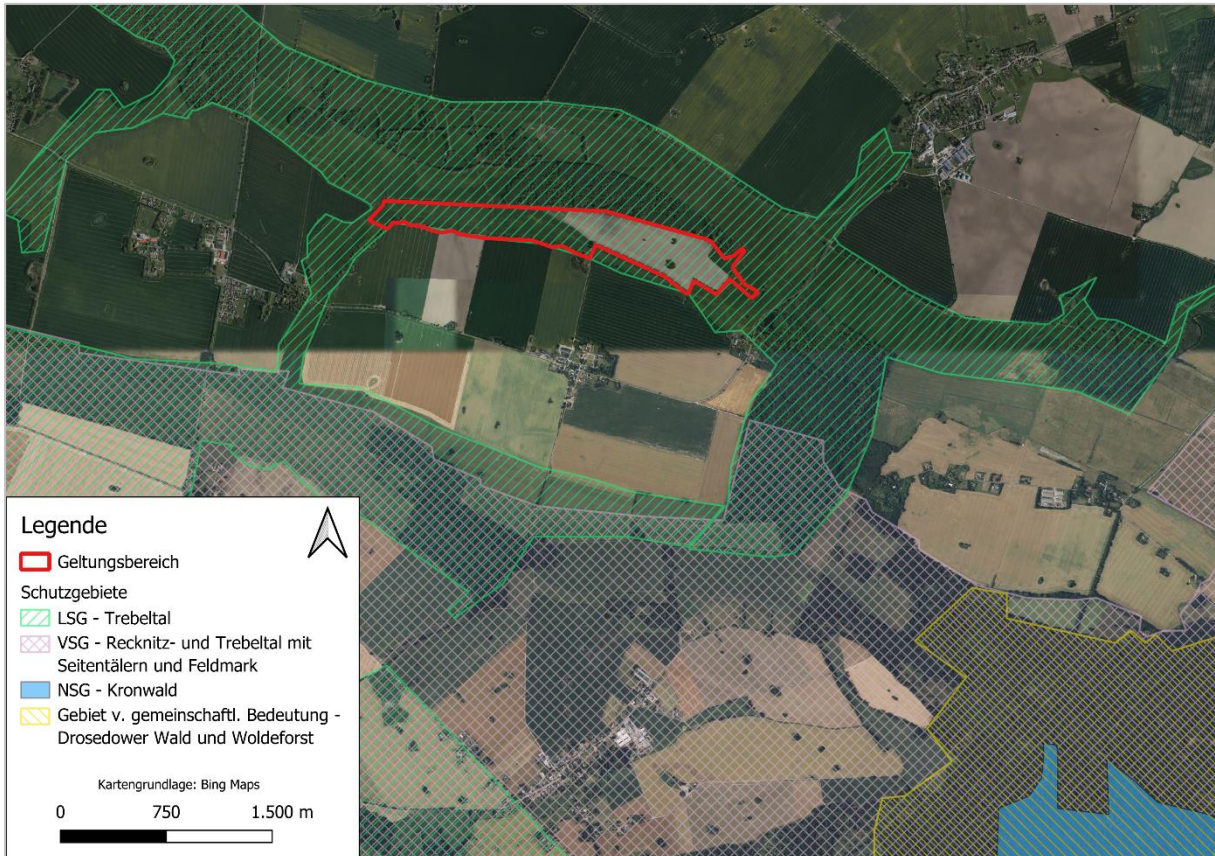 Legende
Geltungsbereich
Schutzgebiete
LSG - Trebeltal
VSG - Recknitz- und Trebeltal mit
Seitentälern und Feldmark
NSG - Kronwald
Gebiet v. gemeinschaftl. Bedeutung -
Drosedower Wald und Woldeforst
Kartengrundlage: Bing Maps
0 750 1.500 m